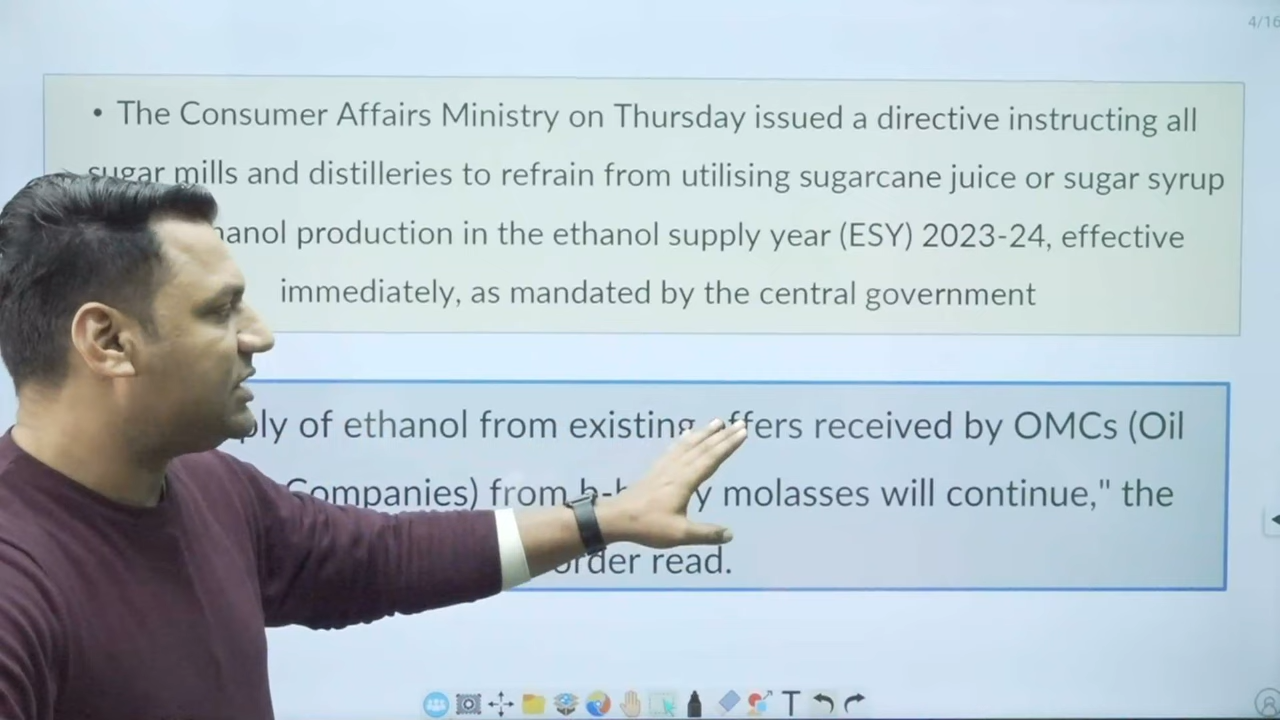 4/16
• The Consumer Affairs Ministry on Thursday issued a directive instructing all
sugar mills and distilleries to refrain from utilising sugarcane juice or sugar syrup
production in the ethanol supply year (ESY) 2023-24, effective
immediately, as mandated by the central government
of ethanol from existing offers received by OMCs (Oil
Companies) from molasses will continue," the
order read.
T